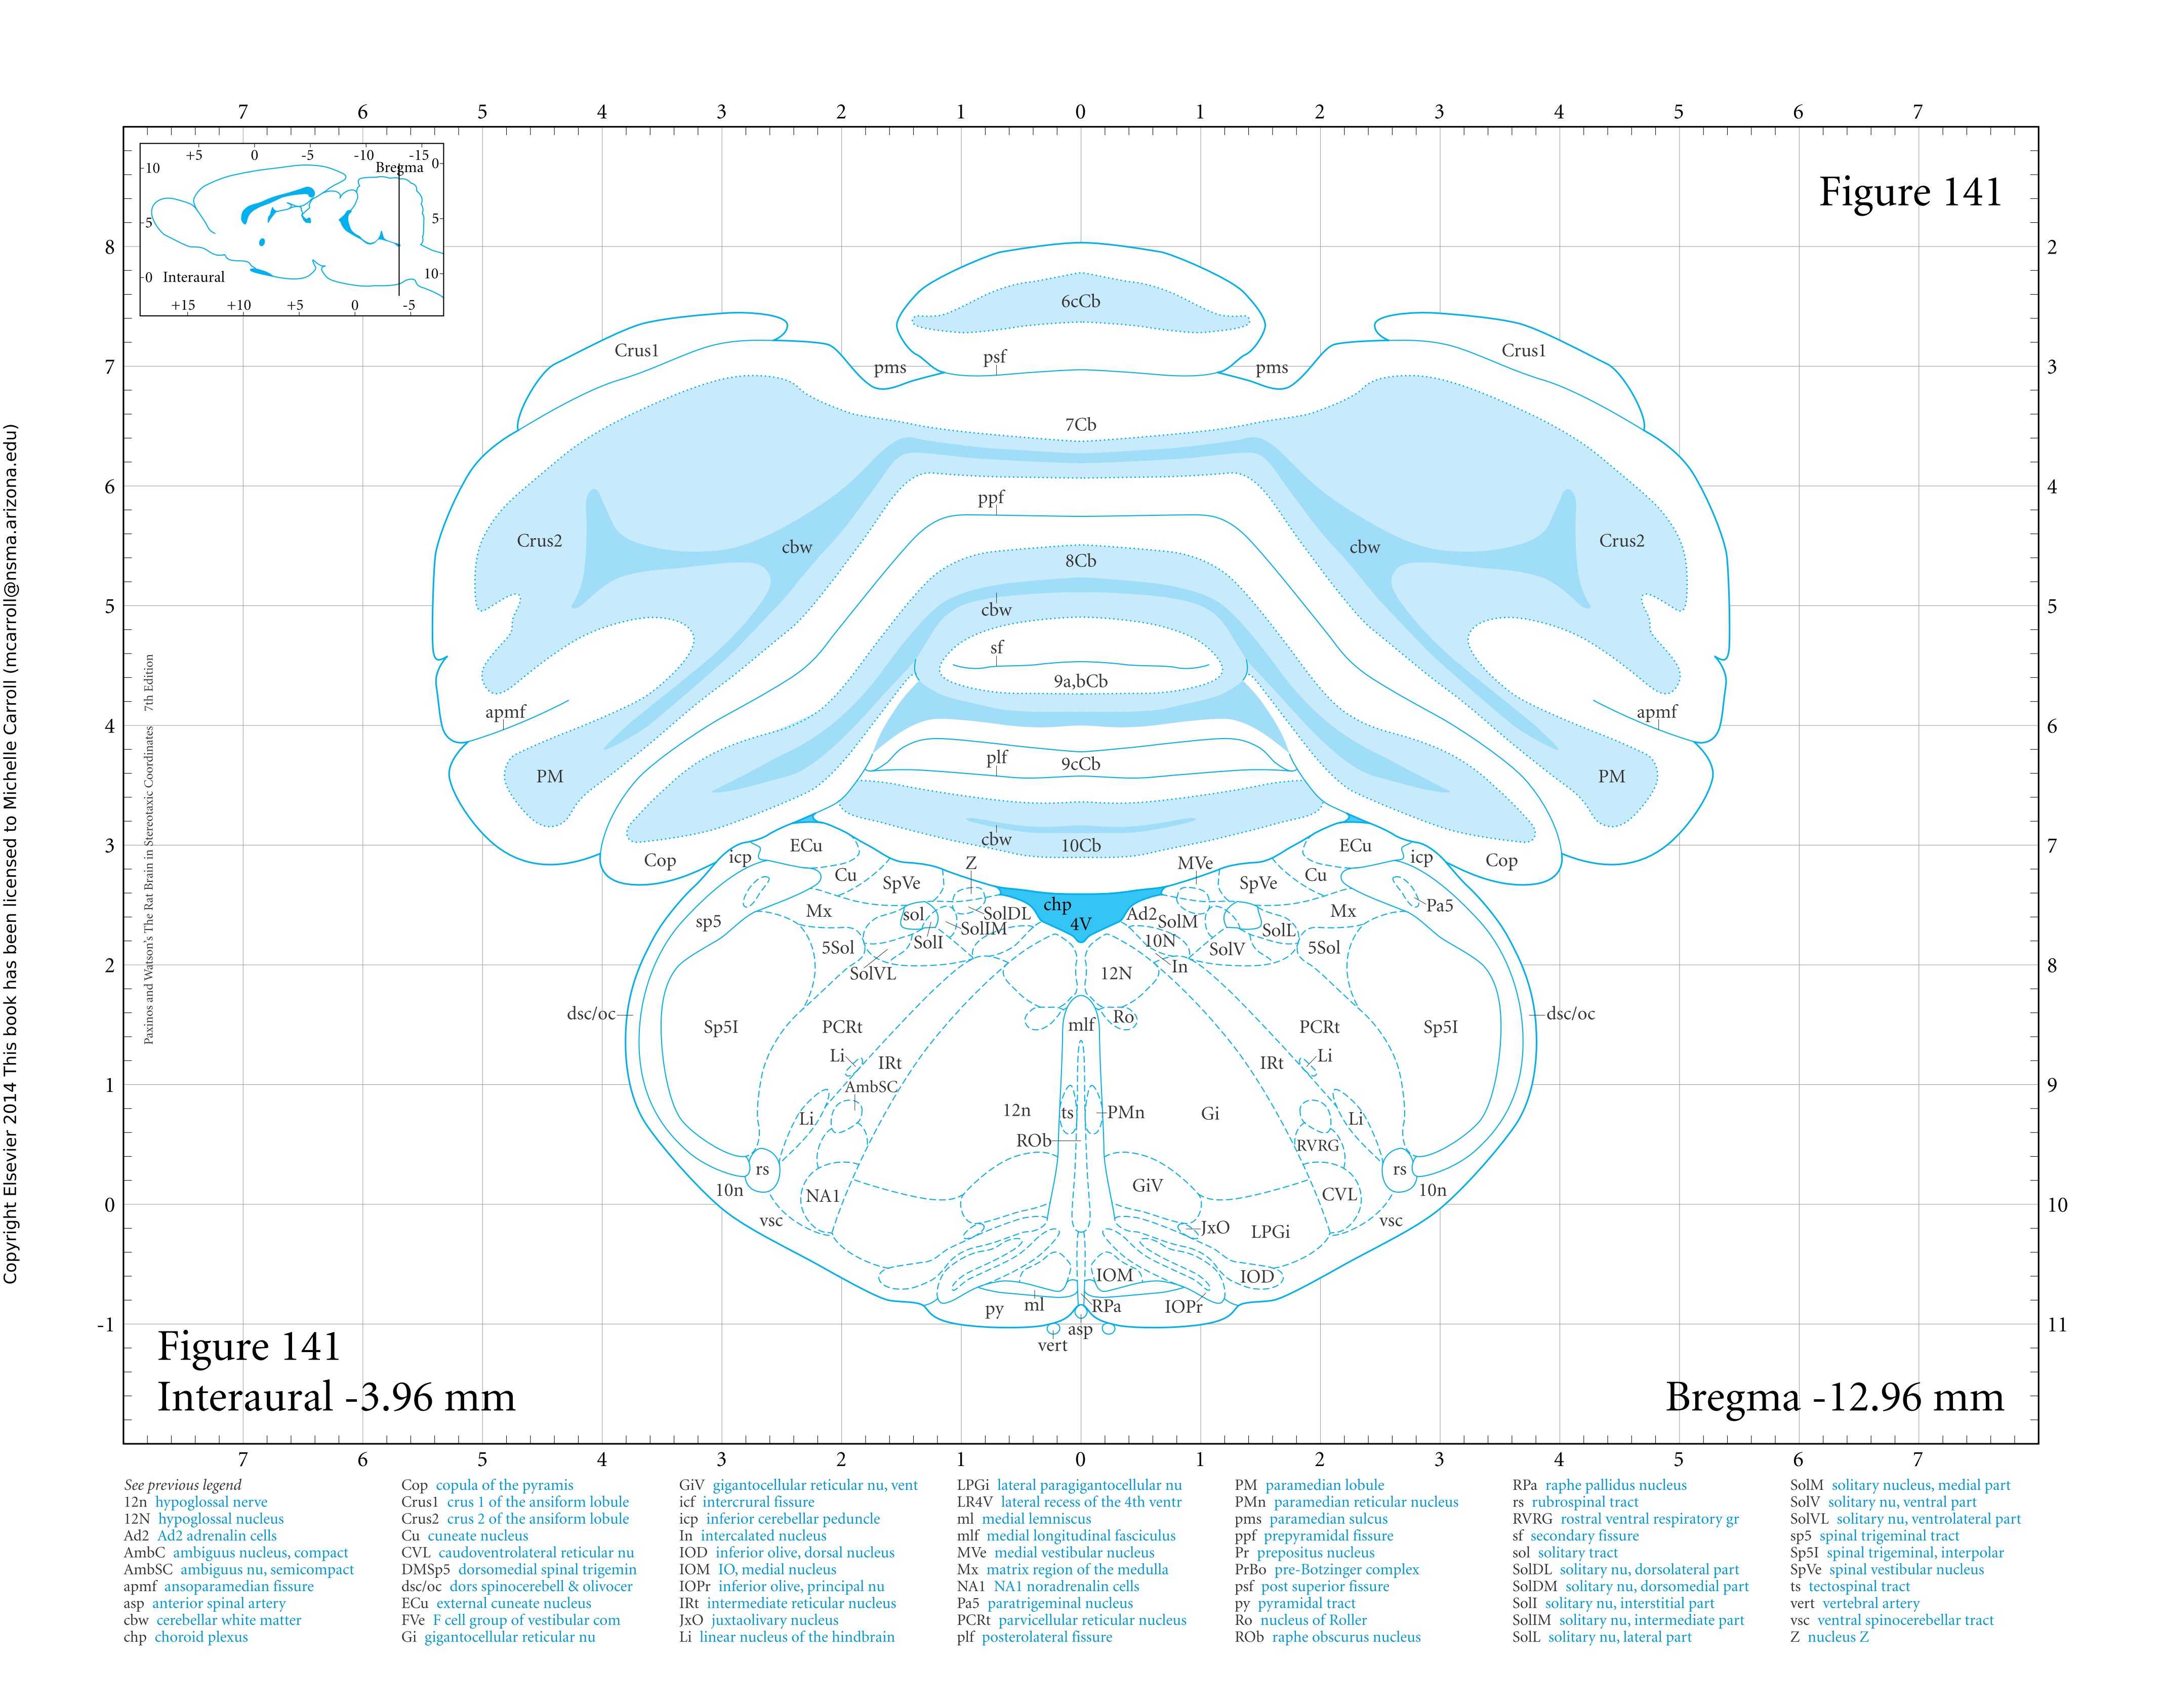 7 6 5 4 3 2 1 0 1 2 3 4 5 6 7
+5 0 -5 -10 -15
Bregma 0
10
5 5
10
0 Interaural
+15 +10 +5 0 -5
Figure 141
8 2
6cCb
Crus1 Crus1
7 3
pms psf pms
7Cb
6 4
ppf
Crus2 cbw cbw Crus2
8Cb
5 5
cbw
sf
9a,bCb
apmf apmf
4 6
plf 9cCb
PM PM
3 7
cbw 10Cb
Cop icp ECu ECu icp Cop
Z MVe
Cu SpVe SpVe Cu
sp5 Mx sol SolDL chp Ad2 SolM Mx Pa5
SolI SolIM 4V 10N SolV SolL
5Sol 5Sol
SolVL 12N In
2 8
dsc/oc dsc/oc
Sp5I PCRt mlf Ro PCRt Sp5I
Li IRt IRt Li
AmbSC
1 9
Li 12n ts PMn Gi Li
ROb RVRG
rs rs
10n NA1 GiV CVL 10n
0 10
vsc JxO LPGi vsc
IOM IOD
py ml RPa IOPr
-1 11
asp
vert
Figure 141
Interaural -3.96 mm
Bregma -12.96 mm
7 6 5 4 3 2 1 0 1 2 3 4 5 6 7
Copyright Elsevier 2014 This book has been licensed to Michelle Carroll (mcarroll@nsma.arizona.edu)
Paxinos and Watson's The Rat Brain in Stereotaxic Coordinates 7th Edition
See previous legend
12n hypoglossal nerve
12N hypoglossal nucleus
Ad2 Ad2 adrenalin cells
AmbC ambiguus nucleus, compact
AmbSC ambiguus nu, semicompact
apmf ansoparamedian fissure
asp anterior spinal artery
cbw cerebellar white matter
chp choroid plexus
Cop copula of the pyramis
Crus1 crus 1 of the ansiform lobule
Crus2 crus 2 of the ansiform lobule
Cu cuneate nucleus
CVL caudoventrolateral reticular nu
DMSp5 dorsomedial spinal trigemin
dsc/oc dors spinocerebell & olivocer
ECu external cuneate nucleus
FVe F cell group of vestibular com
Gi gigantocellular reticular nu
GiV gigantocellular reticular nu, vent
icf intercrural fissure
icp inferior cerebellar peduncle
In intercalated nucleus
IOD inferior olive, dorsal nucleus
IOM IO, medial nucleus
IOPr inferior olive, principal nu
IRt intermediate reticular nucleus
JxO juxtaolivary nucleus
Li linear nucleus of the hindbrain
LPGi lateral paragigantocellular nu
LR4V lateral recess of the 4th ventr
ml medial lemniscus
mlf medial longitudinal fasciculus
MVe medial vestibular nucleus
Mx matrix region of the medulla
NA1 NA1 noradrenalin cells
Pa5 paratrigeminal nucleus
PCRt parvicellular reticular nucleus
plf posterolateral fissure
PM paramedian lobule
PMn paramedian reticular nucleus
pms paramedian sulcus
ppf prepyramidal fissure
Pr prepositus nucleus
PrBo pre-Botzinger complex
psf post superior fissure
py pyramidal tract
Ro nucleus of Roller
ROb raphe obscurus nucleus
RPa raphe pallidus nucleus
rs rubrospinal tract
RVRG rostral ventral respiratory gr
sf secondary fissure
sol solitary tract
SolDL solitary nu, dorsolateral part
SolDM solitary nu, dorsomedial part
SolI solitary nu, interstitial part
SolIM solitary nu, intermediate part
SolL solitary nu, lateral part
SolM solitary nucleus, medial part
SolV solitary nu, ventral part
SolVL solitary nu, ventrolateral part
sp5 spinal trigeminal tract
Sp5I spinal trigeminal, interpolar
SpVe spinal vestibular nucleus
ts tectospinal tract
vert vertebral artery
vsc ventral spinocerebellar tract
Z nucleus Z